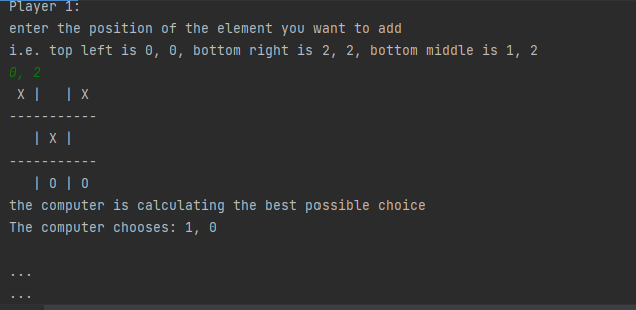 Player 1:
enter the position of the element you want to add
i.e. top left is 0, 0, bottom right is 2, 2, bottom middle is 1, 2
0, 2
 X |   | X
-----------
   | X |
-----------
   | O | O
the computer is calculating the best possible choice
The computer chooses: 1, 0
...
...